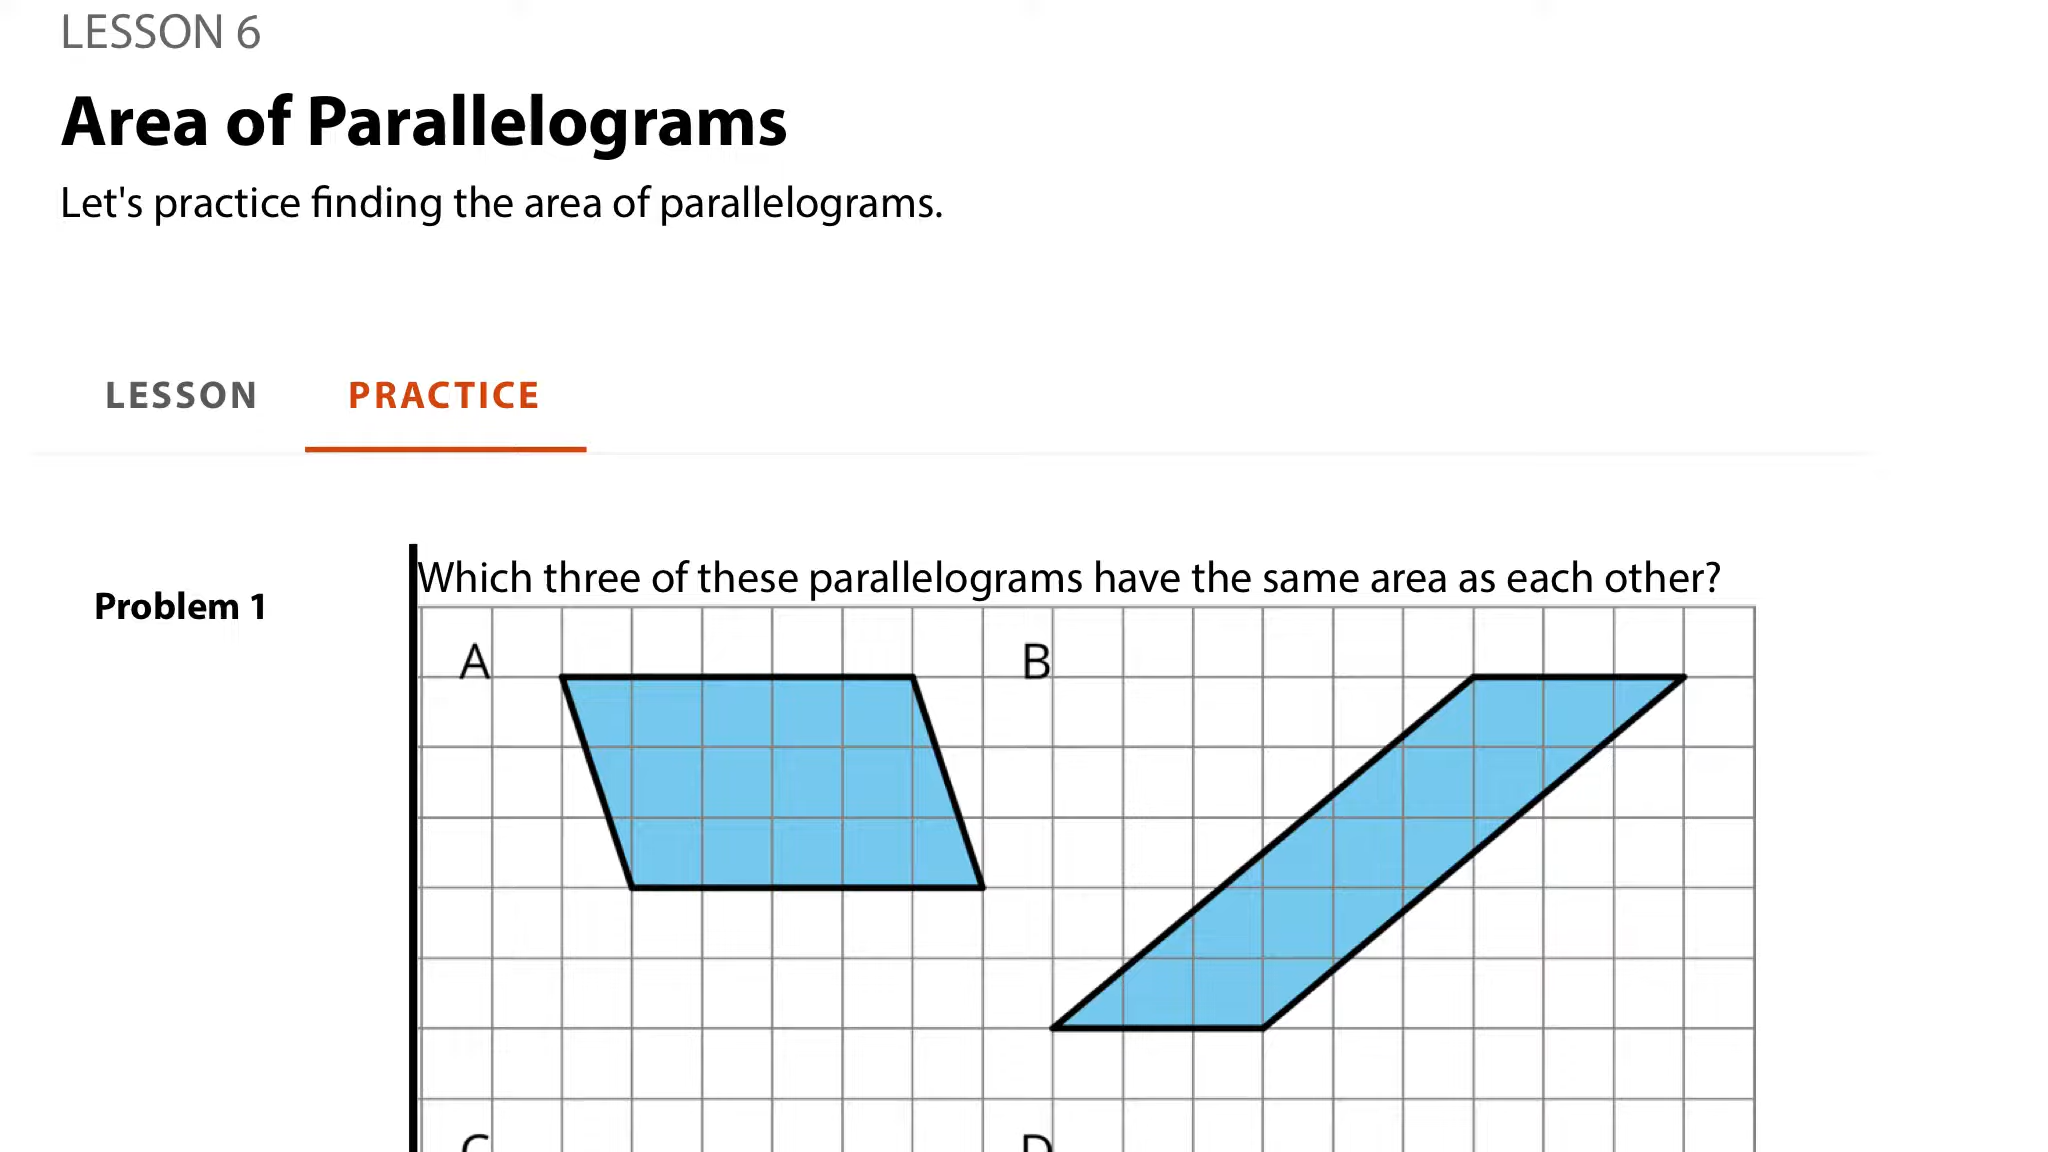 LESSON 6
Area of Parallelograms
Let's practice finding the area of parallelograms.
LESSON PRACTICE
Problem 1
Which three of these parallelograms have the same area as each other?
A B
C D